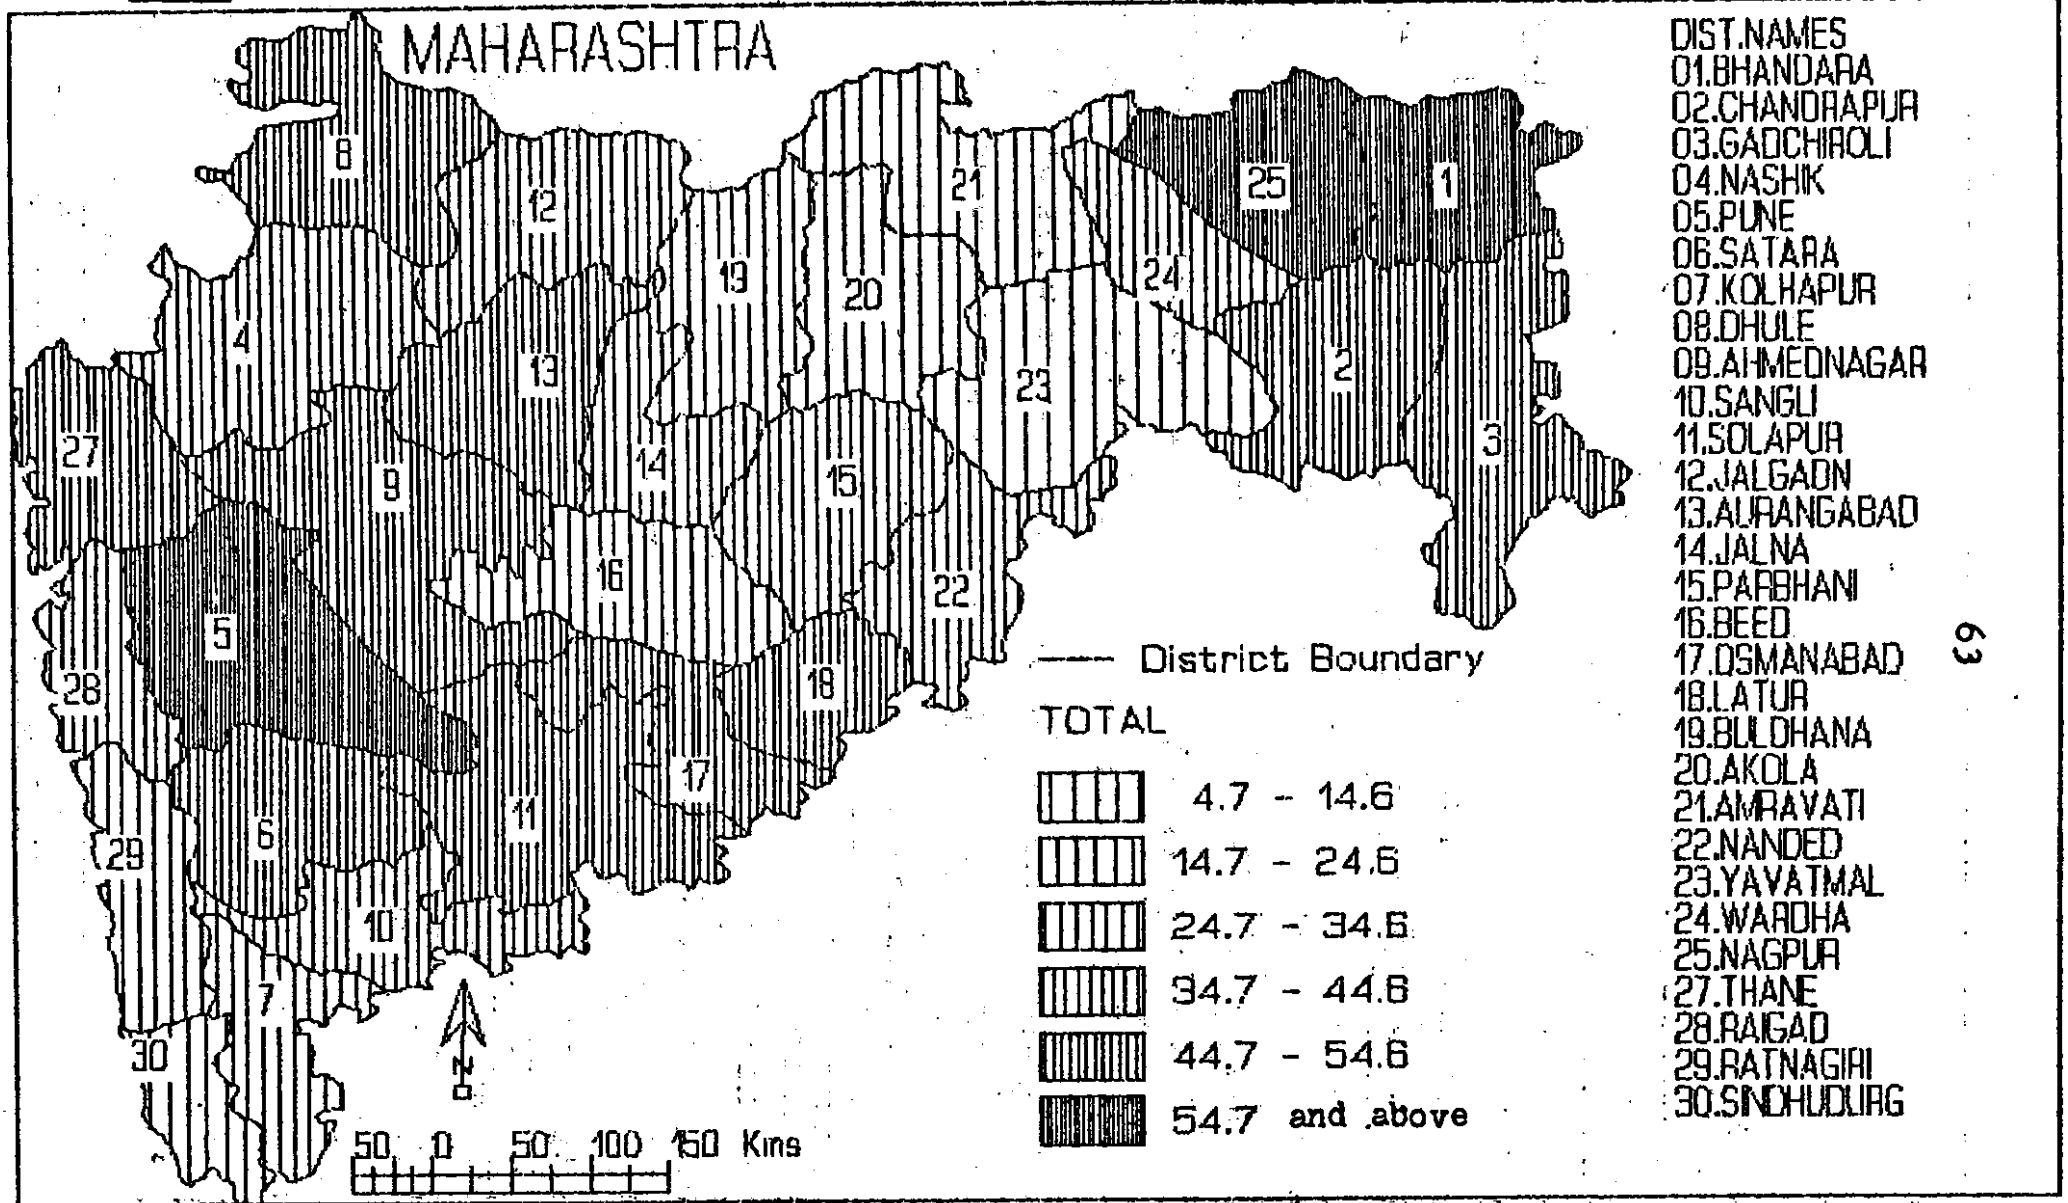 MAHARASHTRA
8
12
21
25
1
19
20
24
4
13
23
2
27
9
14
15
3
16
22
5
28
18
17
11
6
29
10
7
30
N
50 0 50 100 150 Kms
District Boundary
TOTAL
4.7 - 14.6
14.7 - 24.6
24.7 - 34.6
34.7 - 44.6
44.7 - 54.6
54.7 and above
DIST.NAMES
01.BHANDARA
02.CHANDRAPUR
03.GADCHIROLI
04.NASHIK
05.PUNE
06.SATARA
07.KOLHAPUR
08.DHULE
09.AHMEDNAGAR
10.SANGLI
11.SOLAPUR
12.JALGAON
13.AURANGABAD
14.JALNA
15.PARBHANI
16.BEED
17.OSMANABAD
18.LATUR
19.BULDHANA
20.AKOLA
21.AMRAVATI
22.NANDED
23.YAVATMAL
24.WARDHA
25.NAGPUR
27.THANE
28.RAIGAD
29.RATNAGIRI
30.SINDHUDURG
63